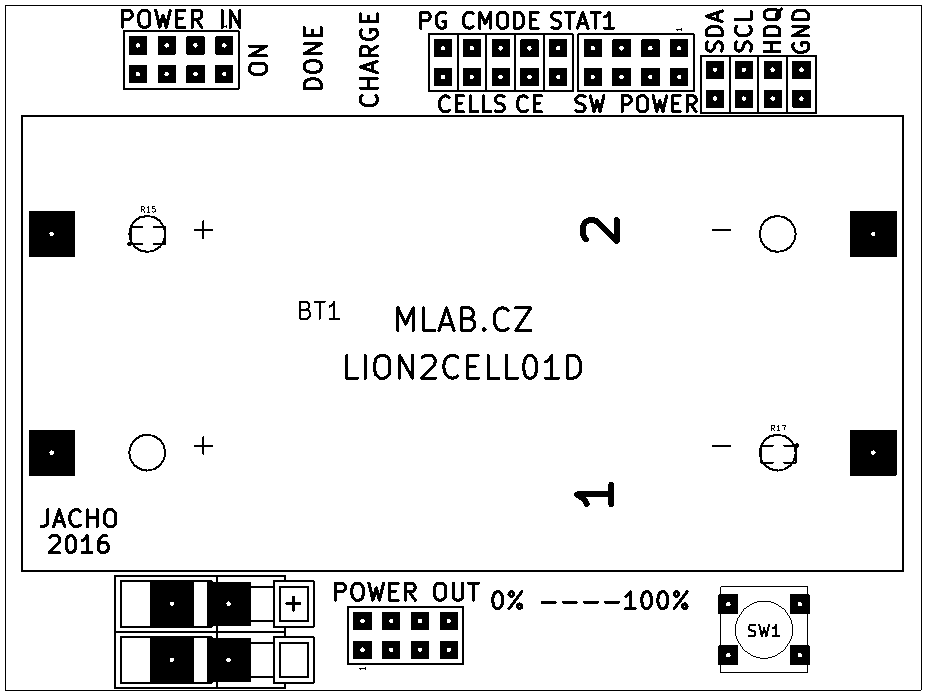 POWER IN
ON
DONE
CHARGE
PG CMODE STAT1
1
SDA
SCL
HDQ
GND
CELLS CE SW POWER
R15
+
2
-
BT1
MLAB.CZ
LION2CELL01D
+
-
R17
1
JACHO
2016
+
POWER OUT
0% ----100%
SW1
1